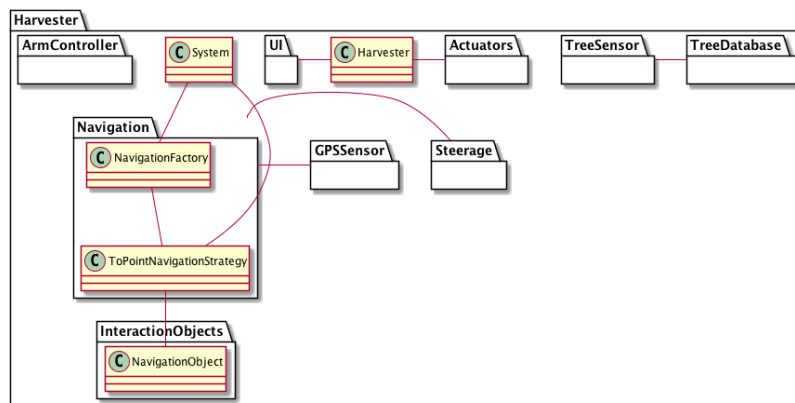 Harvester
ArmController
C System
UI
C Harvester
Actuators
TreeSensor
TreeDatabase
Navigation
C NavigationFactory
GPSSensor
Steerage
C ToPointNavigationStrategy
InteractionObjects
C NavigationObject